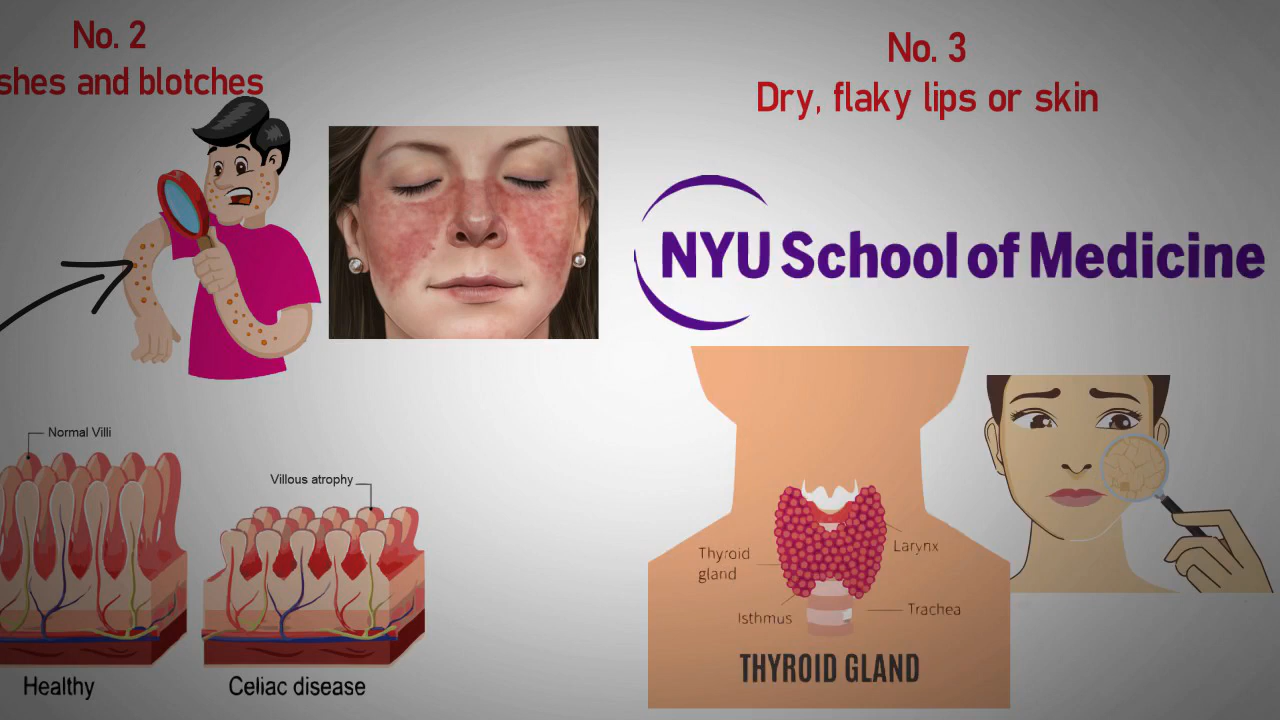 No. 2
shes and blotches
No. 3
Dry, flaky lips or skin
NYU School of Medicine
Normal Villi
Villous atrophy
Healthy
Celiac disease
Thyroid
gland
Larynx
Isthmus
Trachea
THYROID GLAND